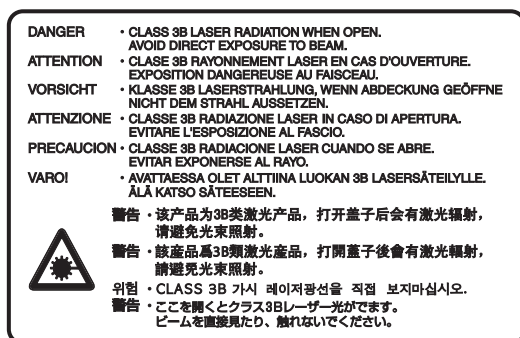 DANGER · CLASS 3B LASER RADIATION WHEN OPEN.
AVOID DIRECT EXPOSURE TO BEAM.
ATTENTION · CLASE 3B RAYONNEMENT LASER EN CAS D'OUVERTURE.
EXPOSITION DANGEREUSE AU FAISCEAU.
VORSICHT · KLASSE 3B LASERSTRAHLUNG, WENN ABDECKUNG GEÖFFNE
NICHT DEM STRAHL AUSSETZEN.
ATTENZIONE · CLASSE 3B RADIAZIONE LASER IN CASO DI APERTURA.
EVITARE L'ESPOSIZIONE AL FASCIO.
PRECAUCION · CLASSE 3B RADIACIONE LASER CUANDO SE ABRE.
EVITAR EXPONERSE AL RAYO.
VARO! · AVATTAESSA OLET ALTTIINA LUOKAN 3B LASERSÄTEILYLLE.
ÄLÄ KATSO SÄTEESEEN.
警告 · 该产品为3B类激光产品，打开盖子后会有激光辐射，
请避免光束照射。
警告 · 該産品爲3B類激光産品，打開蓋子後會有激光輻射，
請避免光束照射。
위험 · CLASS 3B 가시 레이저광선을 직접 보지마십시오.
警告 · ここを開くとクラス3Bレーザー光がでます。
ビームを直接見たり、触れないでください。